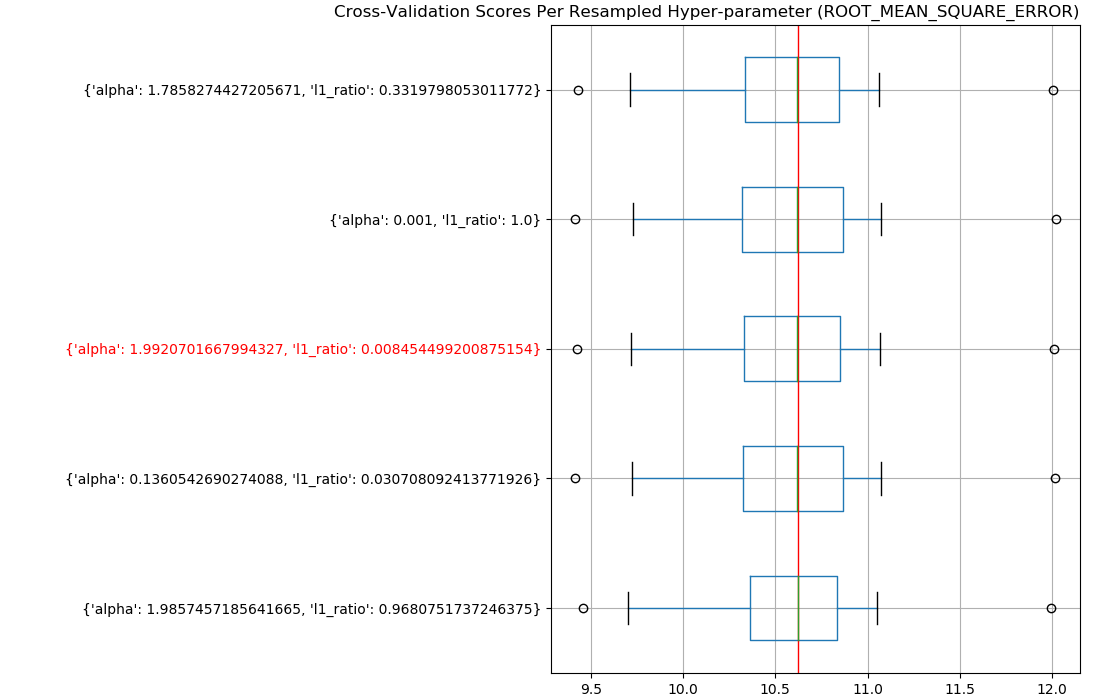 Cross-Validation Scores Per Resampled Hyper-parameter (ROOT_MEAN_SQUARE_ERROR)
{'alpha': 1.7858274427205671, 'l1_ratio': 0.3319798053011772}
{'alpha': 0.001, 'l1_ratio': 1.0}
{'alpha': 1.9920701667994327, 'l1_ratio': 0.008454499200875154}
{'alpha': 0.1360542690274088, 'l1_ratio': 0.030708092413771926}
{'alpha': 1.9857457185641665, 'l1_ratio': 0.9680751737246375}
9.5 10.0 10.5 11.0 11.5 12.0